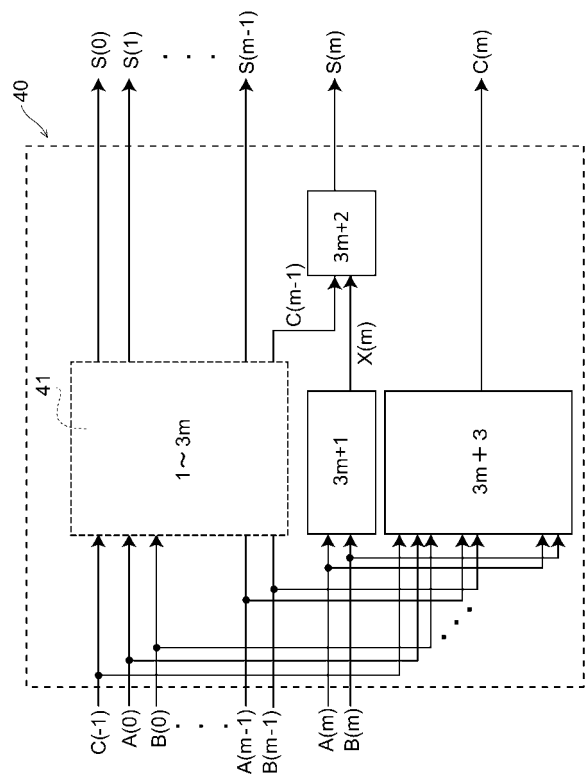 40
41
C(-1)
A(0)
B(0)
A(m-1)
B(m-1)
A(m)
B(m)
1~3m
3m+1
3m+3
C(m-1)
X(m)
3m+2
S(0)
S(1)
S(m-1)
S(m)
C(m)